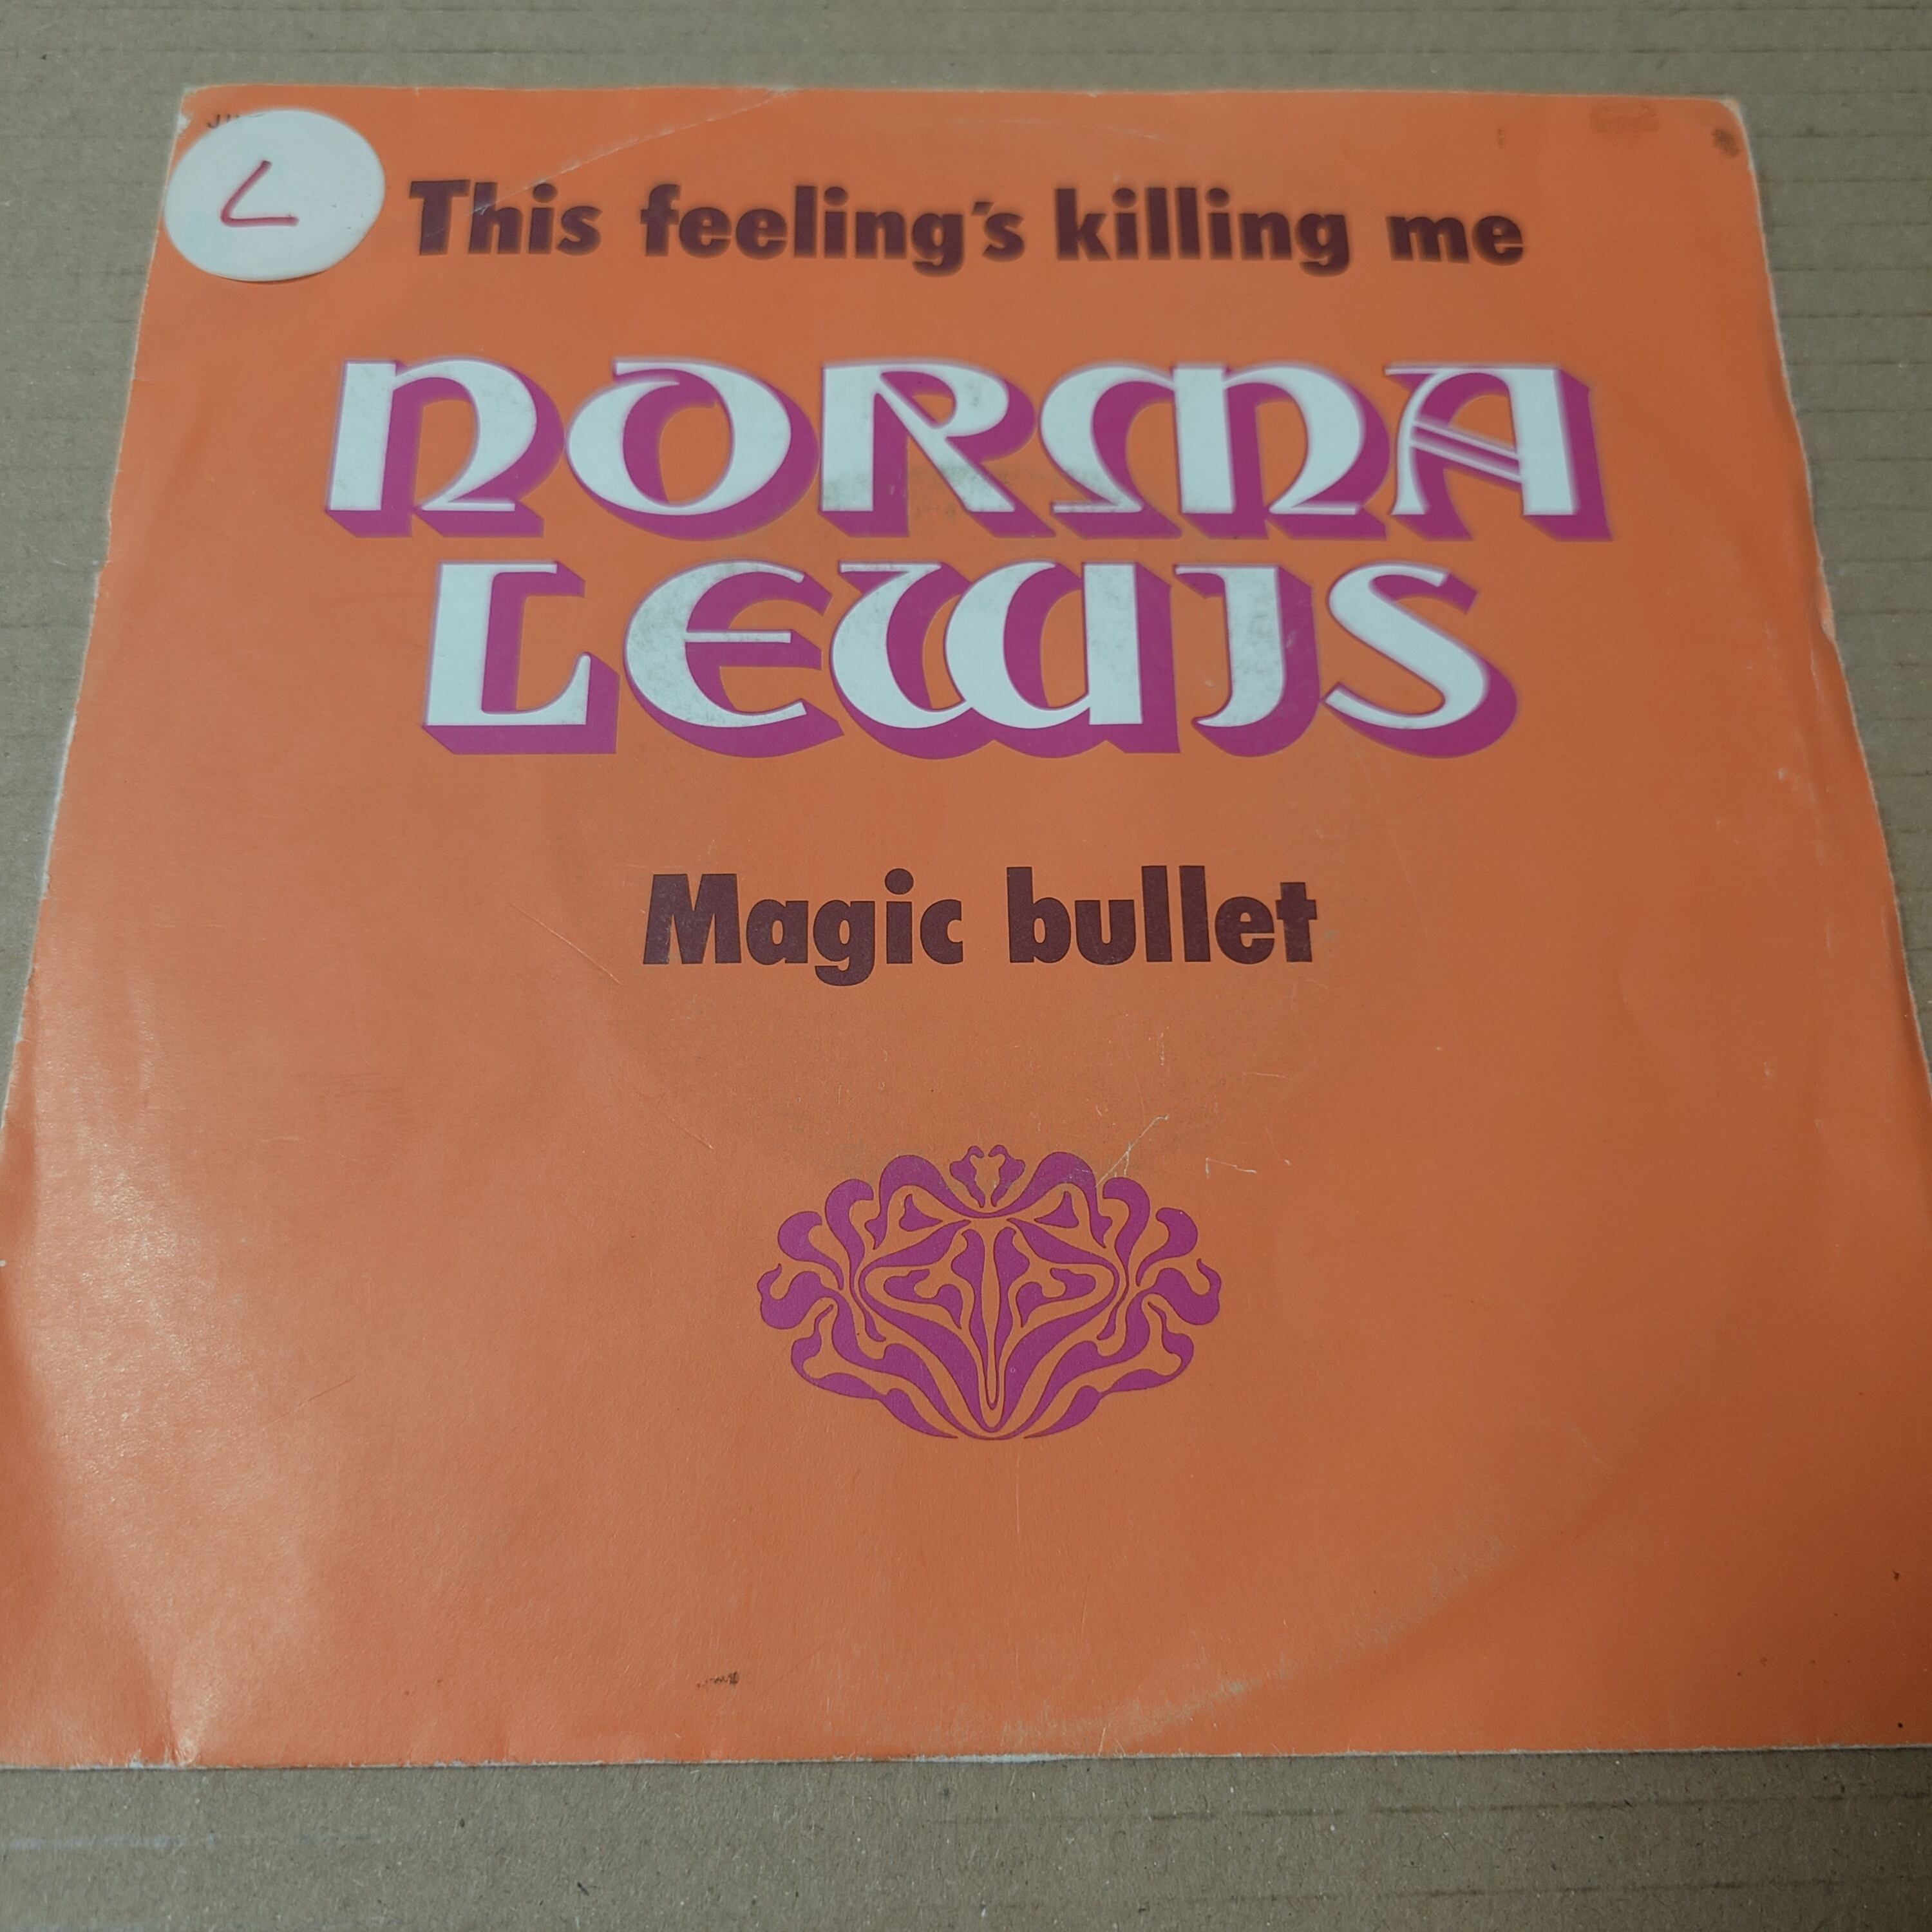 L
This feeling's killing me
NORMA
LEWIS
Magic bullet